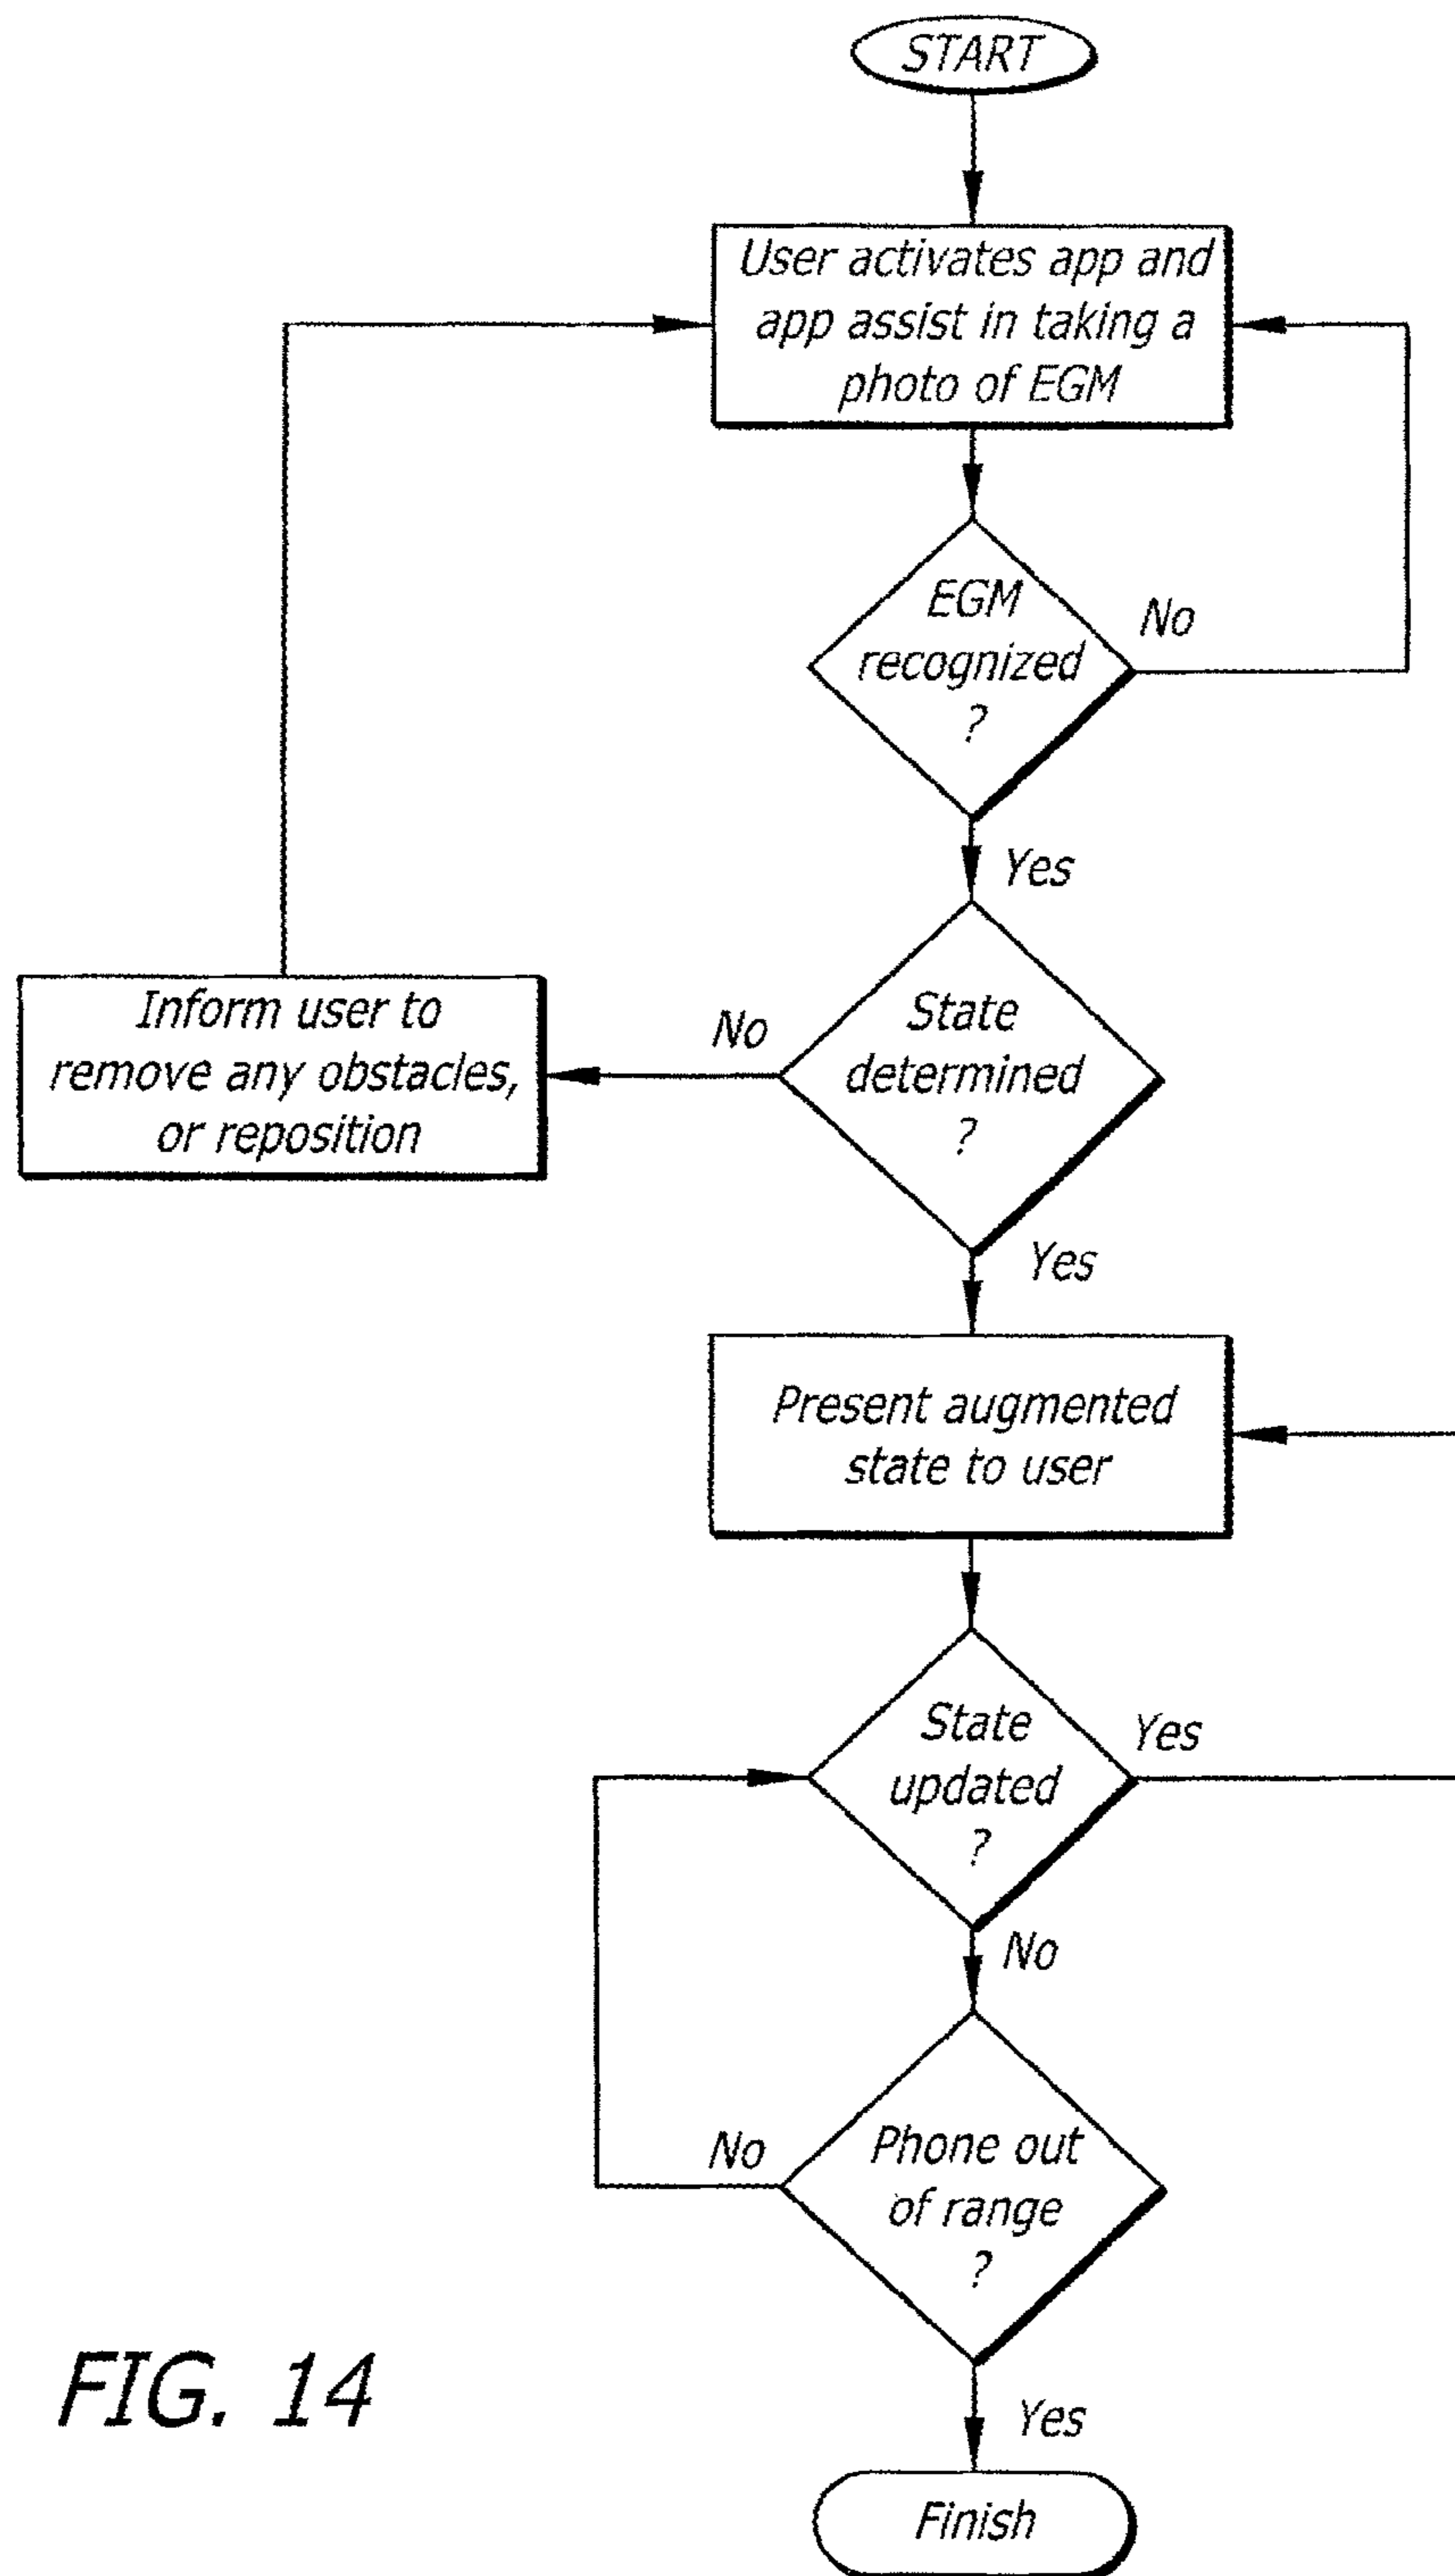 START
User activates app and
app assist in taking a
photo of EGM
EGM
recognized
?
No
Yes
State
determined
?
No
Inform user to
remove any obstacles,
or reposition
Yes
Present augmented
state to user
State
updated
?
Yes
No
Phone out
of range
?
No
Yes
Finish
FIG. 14